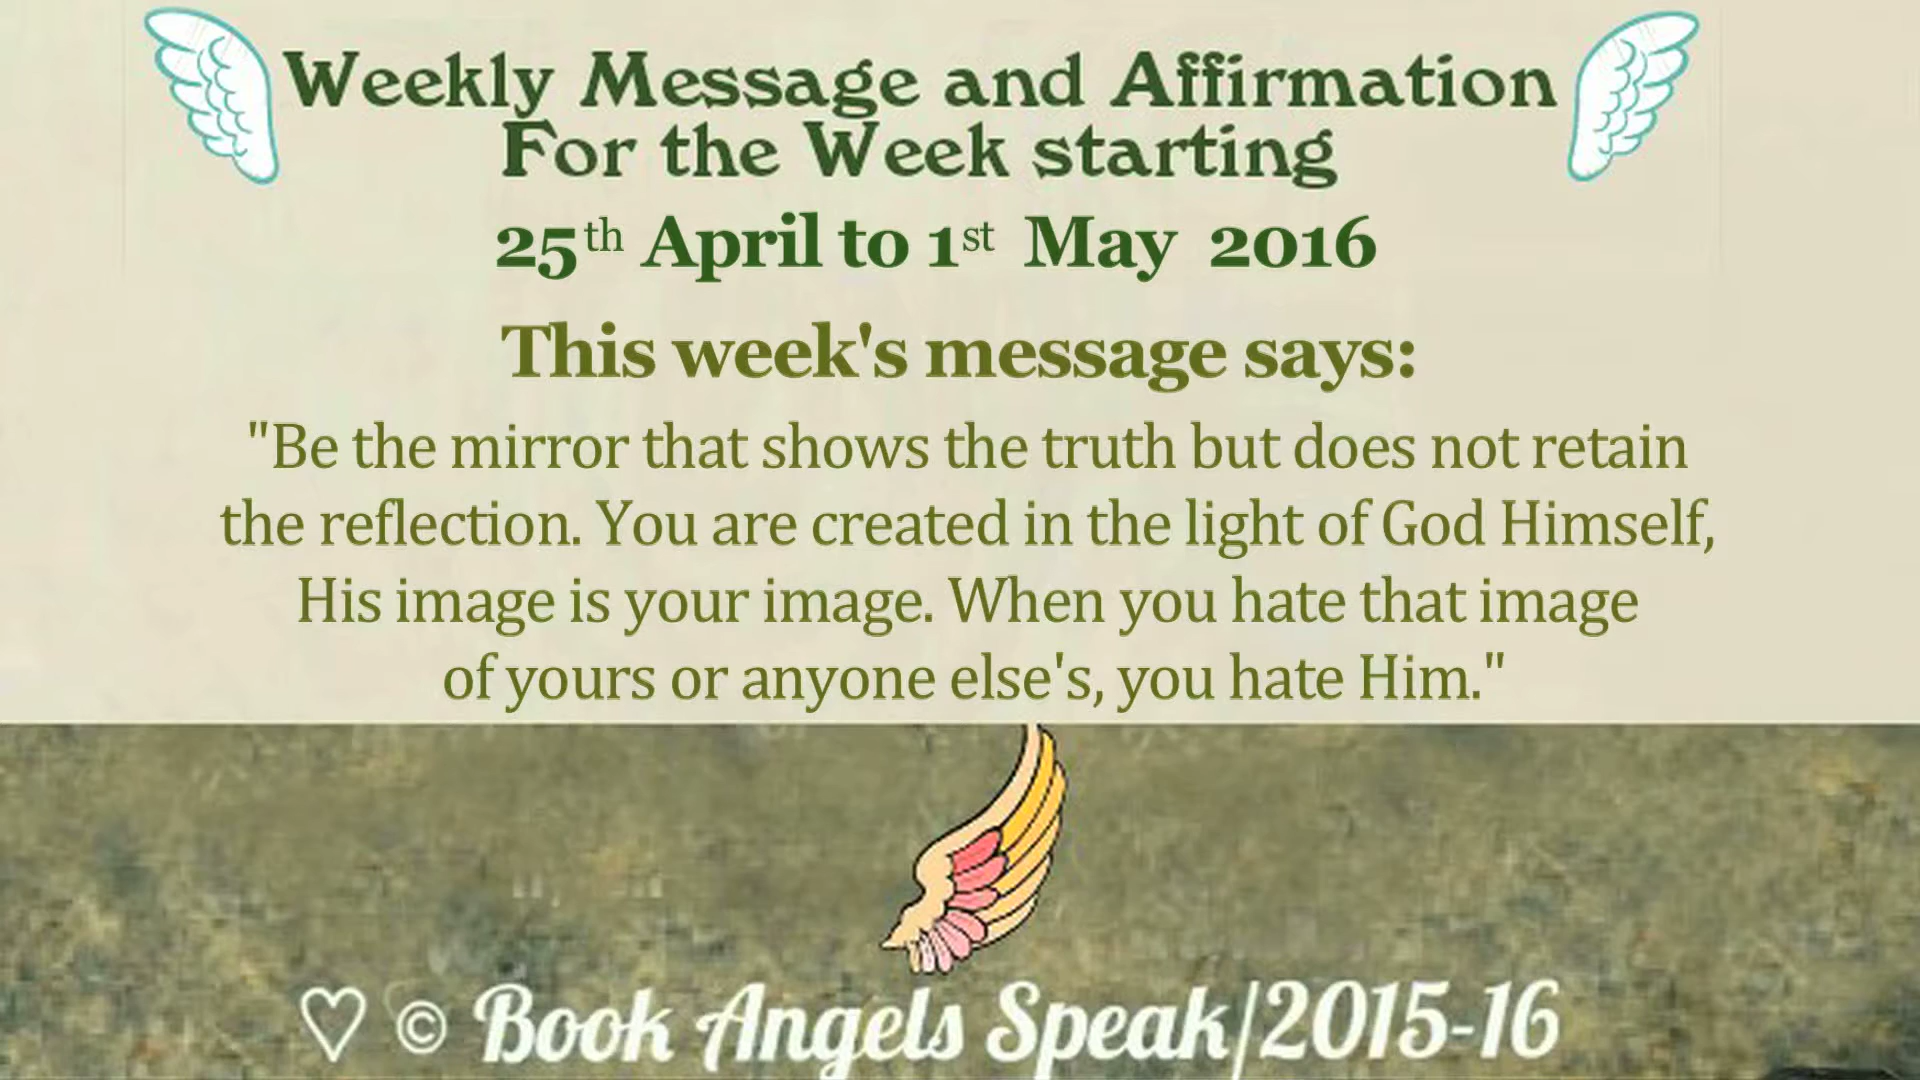 Weekly Message and Affirmation
For the Week starting
25th April to 1st May 2016
This week's message says:
"Be the mirror that shows the truth but does not retain
the reflection. You are created in the light of God Himself,
His image is your image. When you hate that image
of yours or anyone else's, you hate Him."
♡ © Book Angels Speak/2015-16